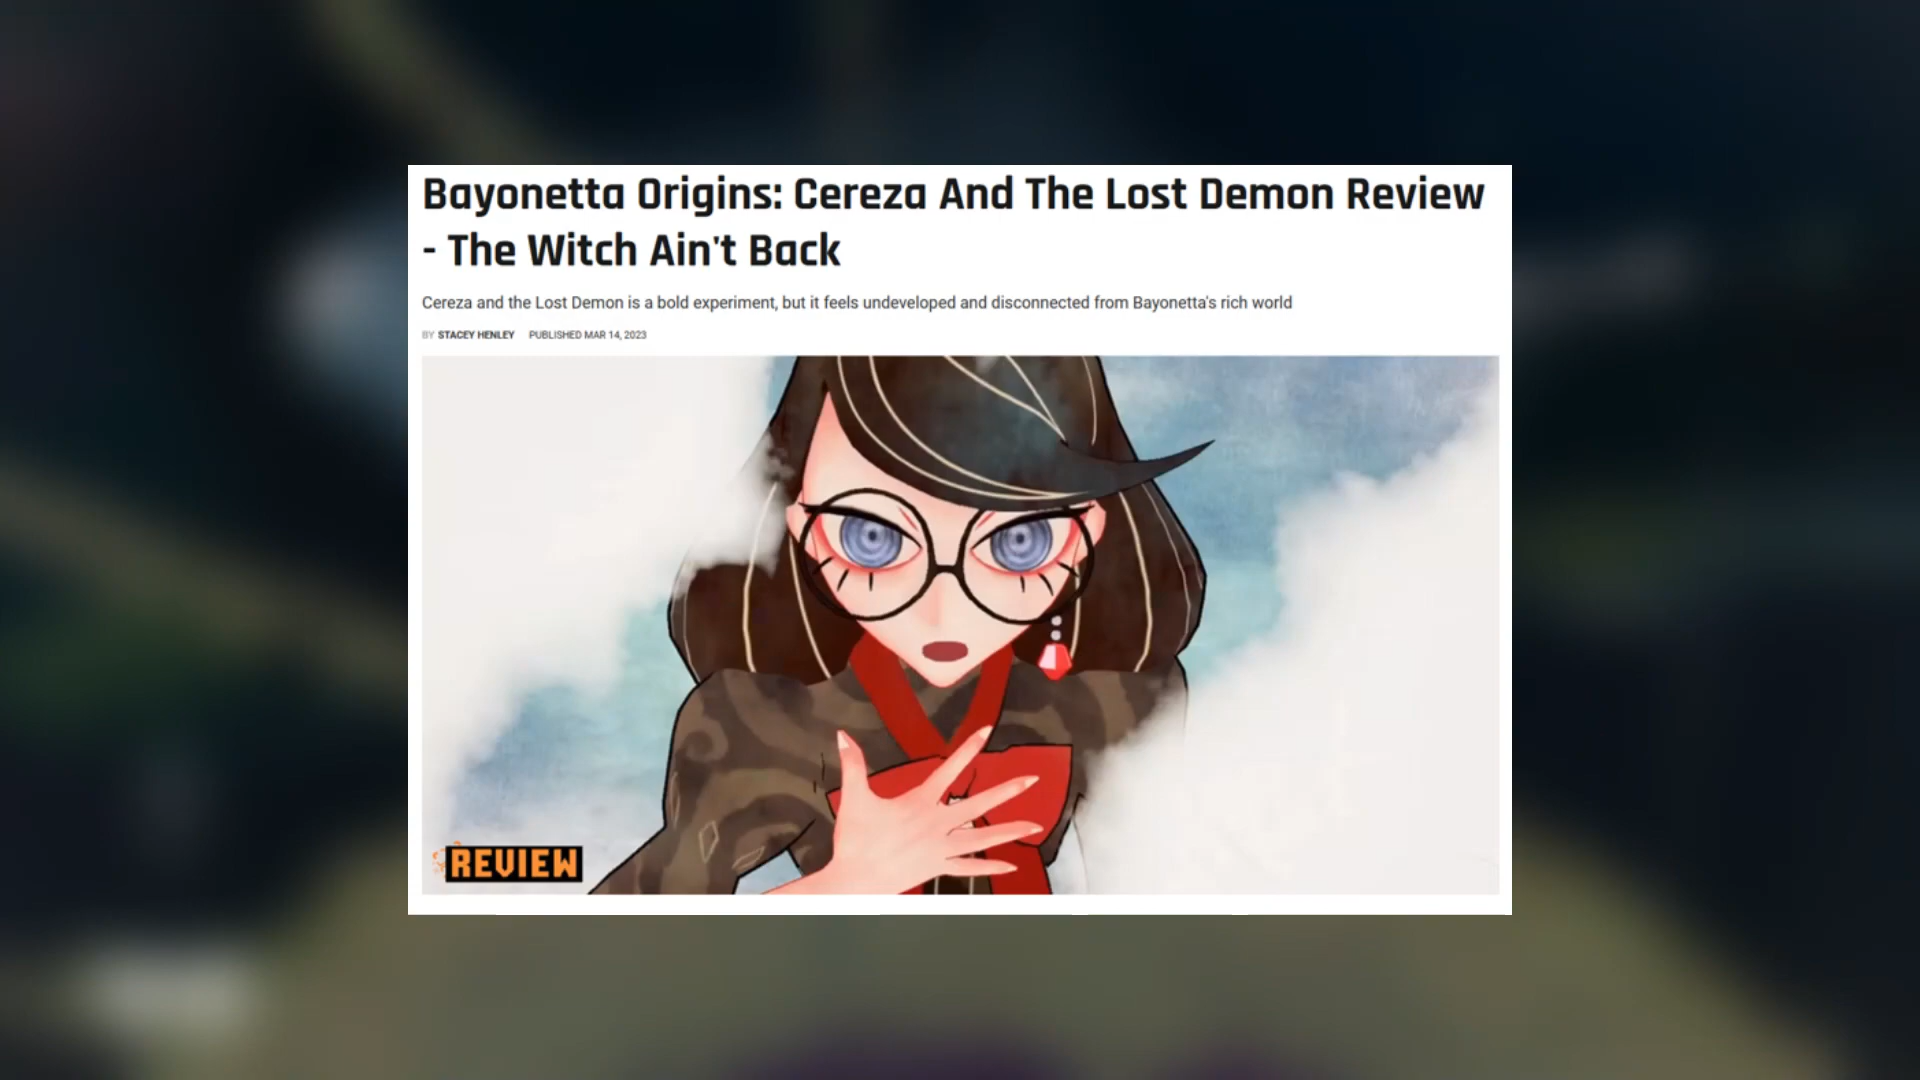 Bayonetta Origins: Cereza And The Lost Demon Review
- The Witch Ain't Back
Cereza and the Lost Demon is a bold experiment, but it feels undeveloped and disconnected from Bayonetta's rich world
BY STACEY HENLEY PUBLISHED MAR 14, 2023
REVIEW